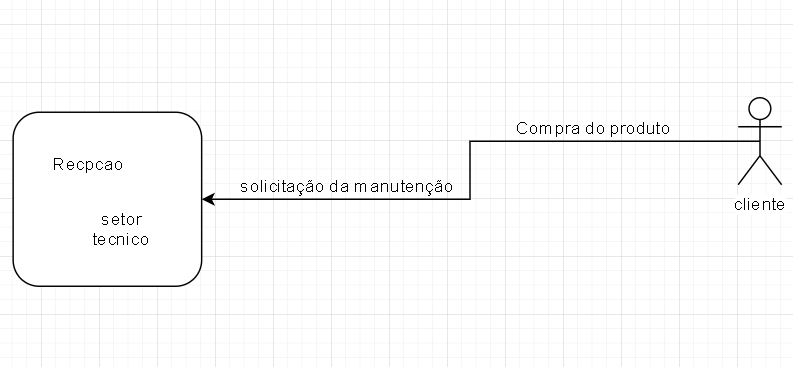 Compra do produto
Recpcao
solicitação da manutenção
cliente
setor
tecnico